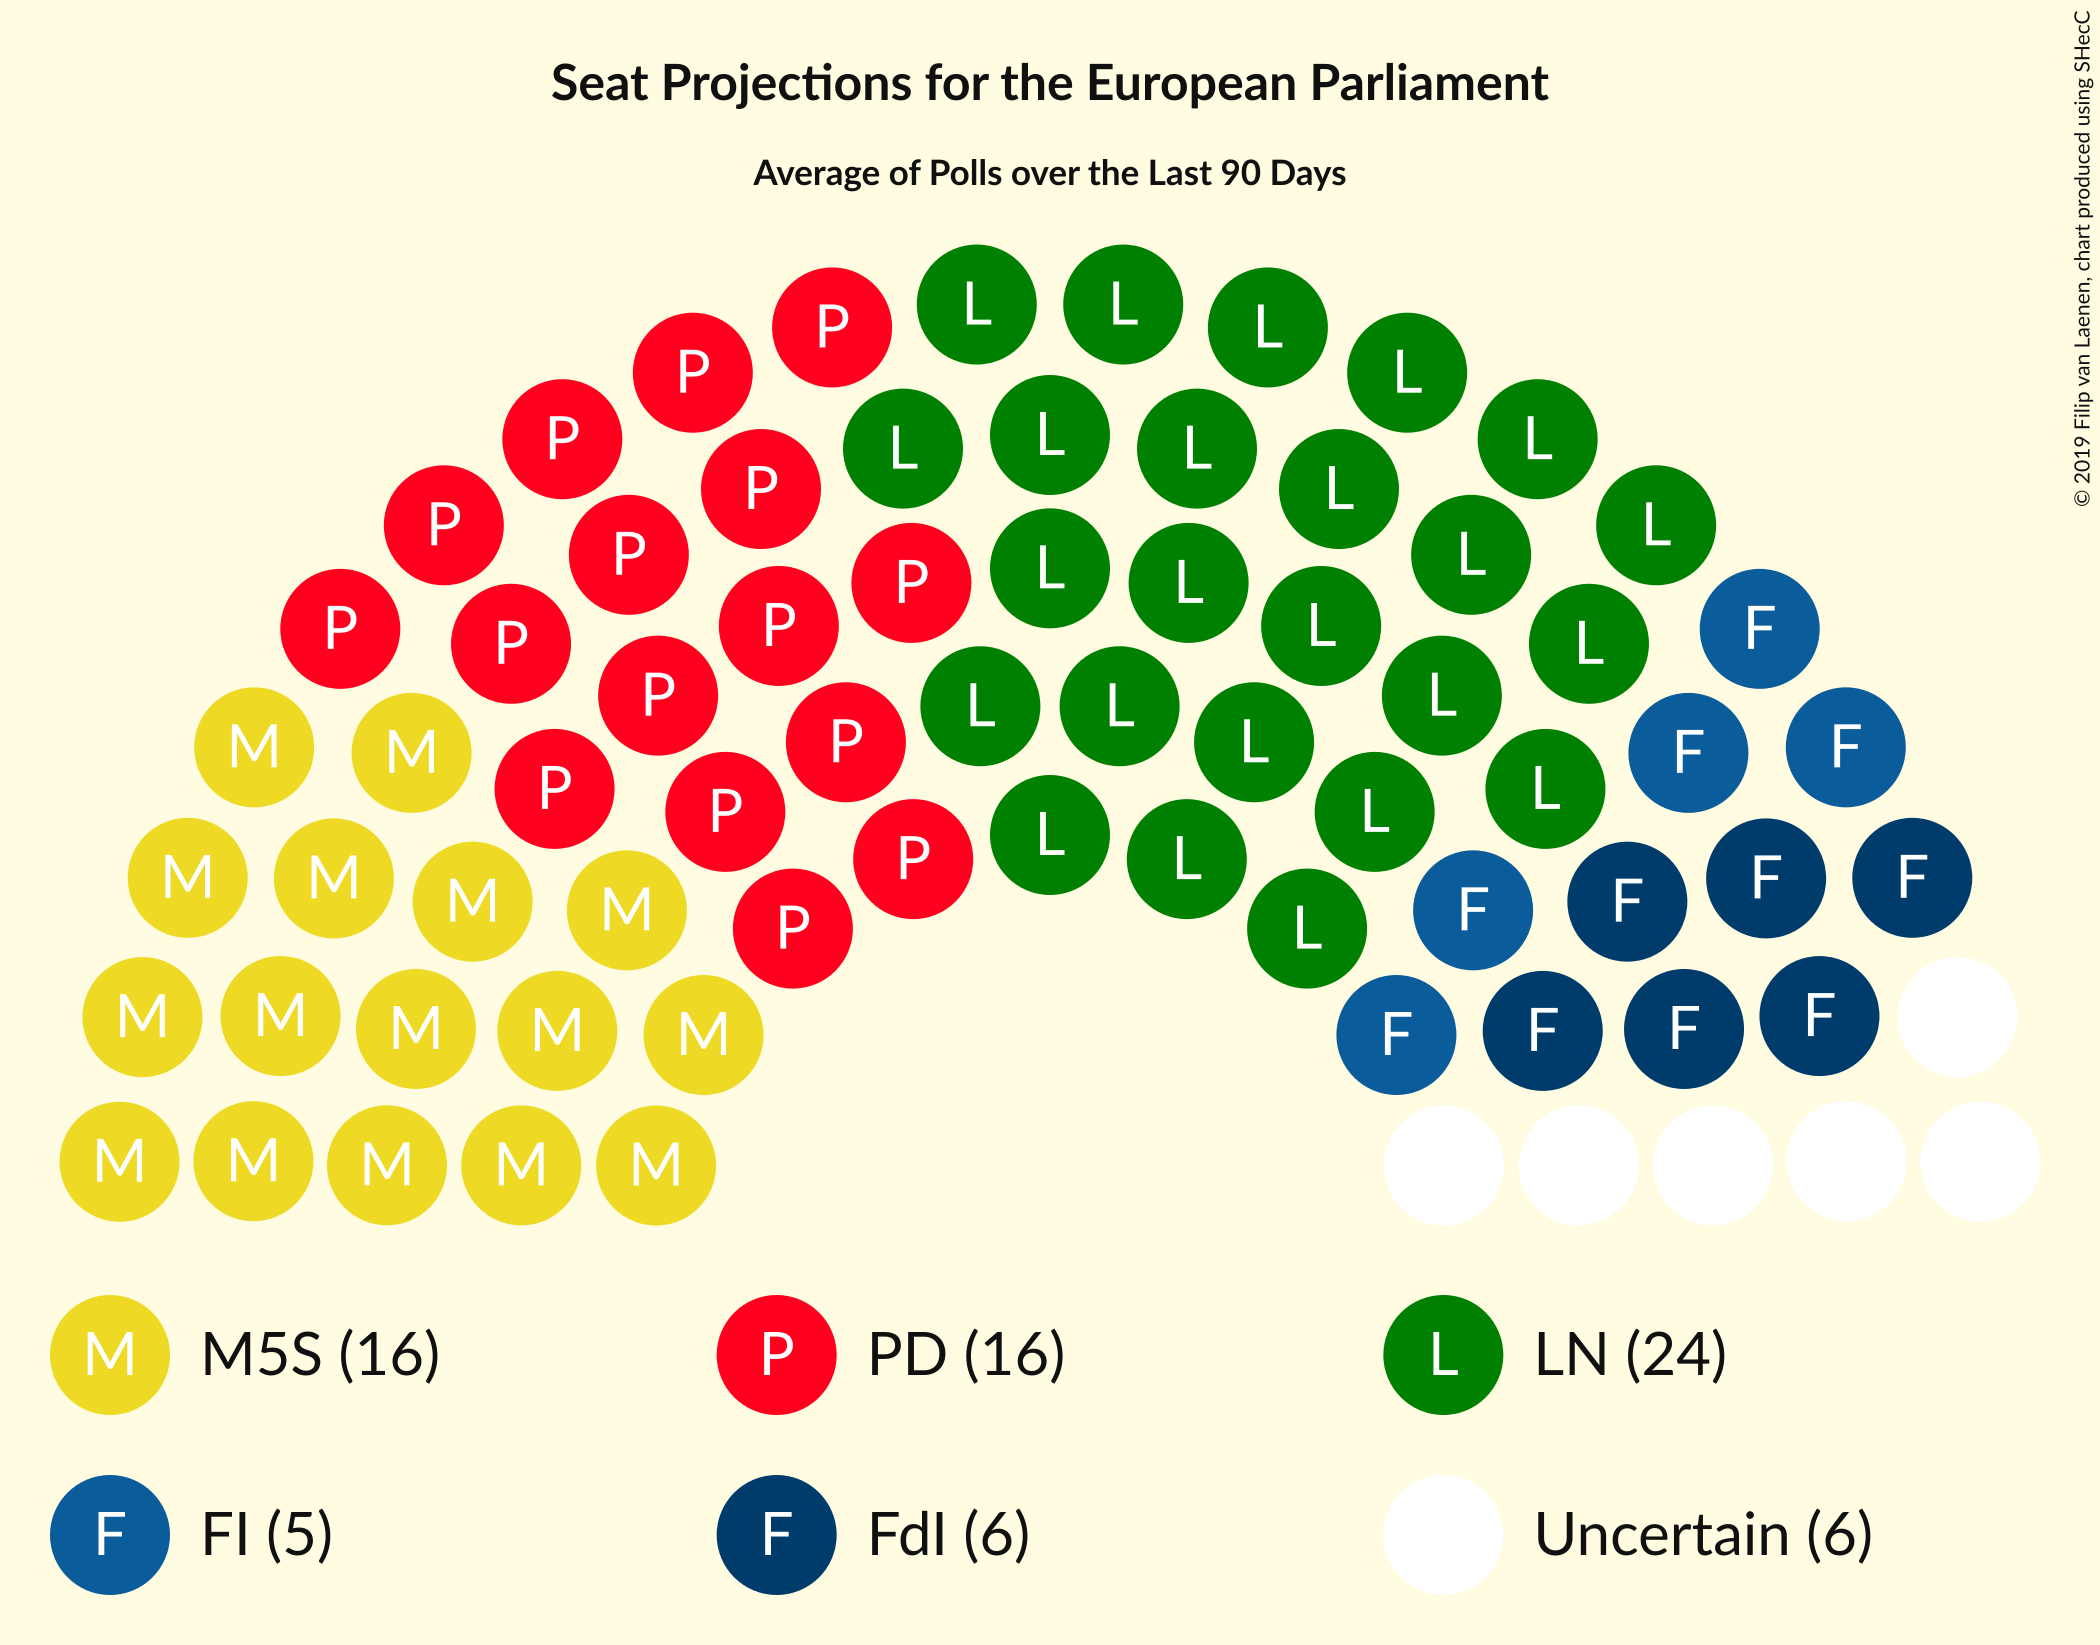 Seat Projections for the European Parliament
Average of Polls over the Last 90 Days
© 2019 Filip van Laenen, chart produced using SHecC
L L
P L
P L
L
P L L L
P L
P L
P L
P L
P L
L
P L
P L
P F
P L
P L
L L
P L
M M F F
P L
P L
L
P L
M M M M F F F F
P L
M M M M M F F F F
M M M M M
M M5S (16) P PD (16) L LN (24)
F FI (5) F FdI (6) Uncertain (6)